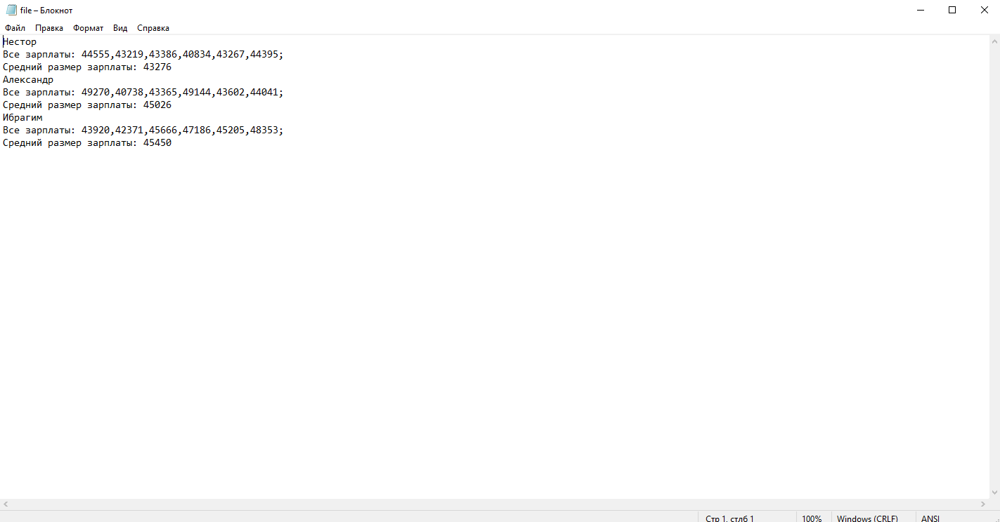 file – Блокнот
Файл Правка Формат Вид Справка
Нестор
Все зарплаты: 44555,43219,43386,40834,43267,44395;
Средний размер зарплаты: 43276
Александр
Все зарплаты: 49270,40738,43365,49144,43602,44041;
Средний размер зарплаты: 45026
Ибрагим
Все зарплаты: 43920,42371,45666,47186,45205,48353;
Средний размер зарплаты: 45450
Стр 1, стлб 1 100% Windows (CRLF) ANSI